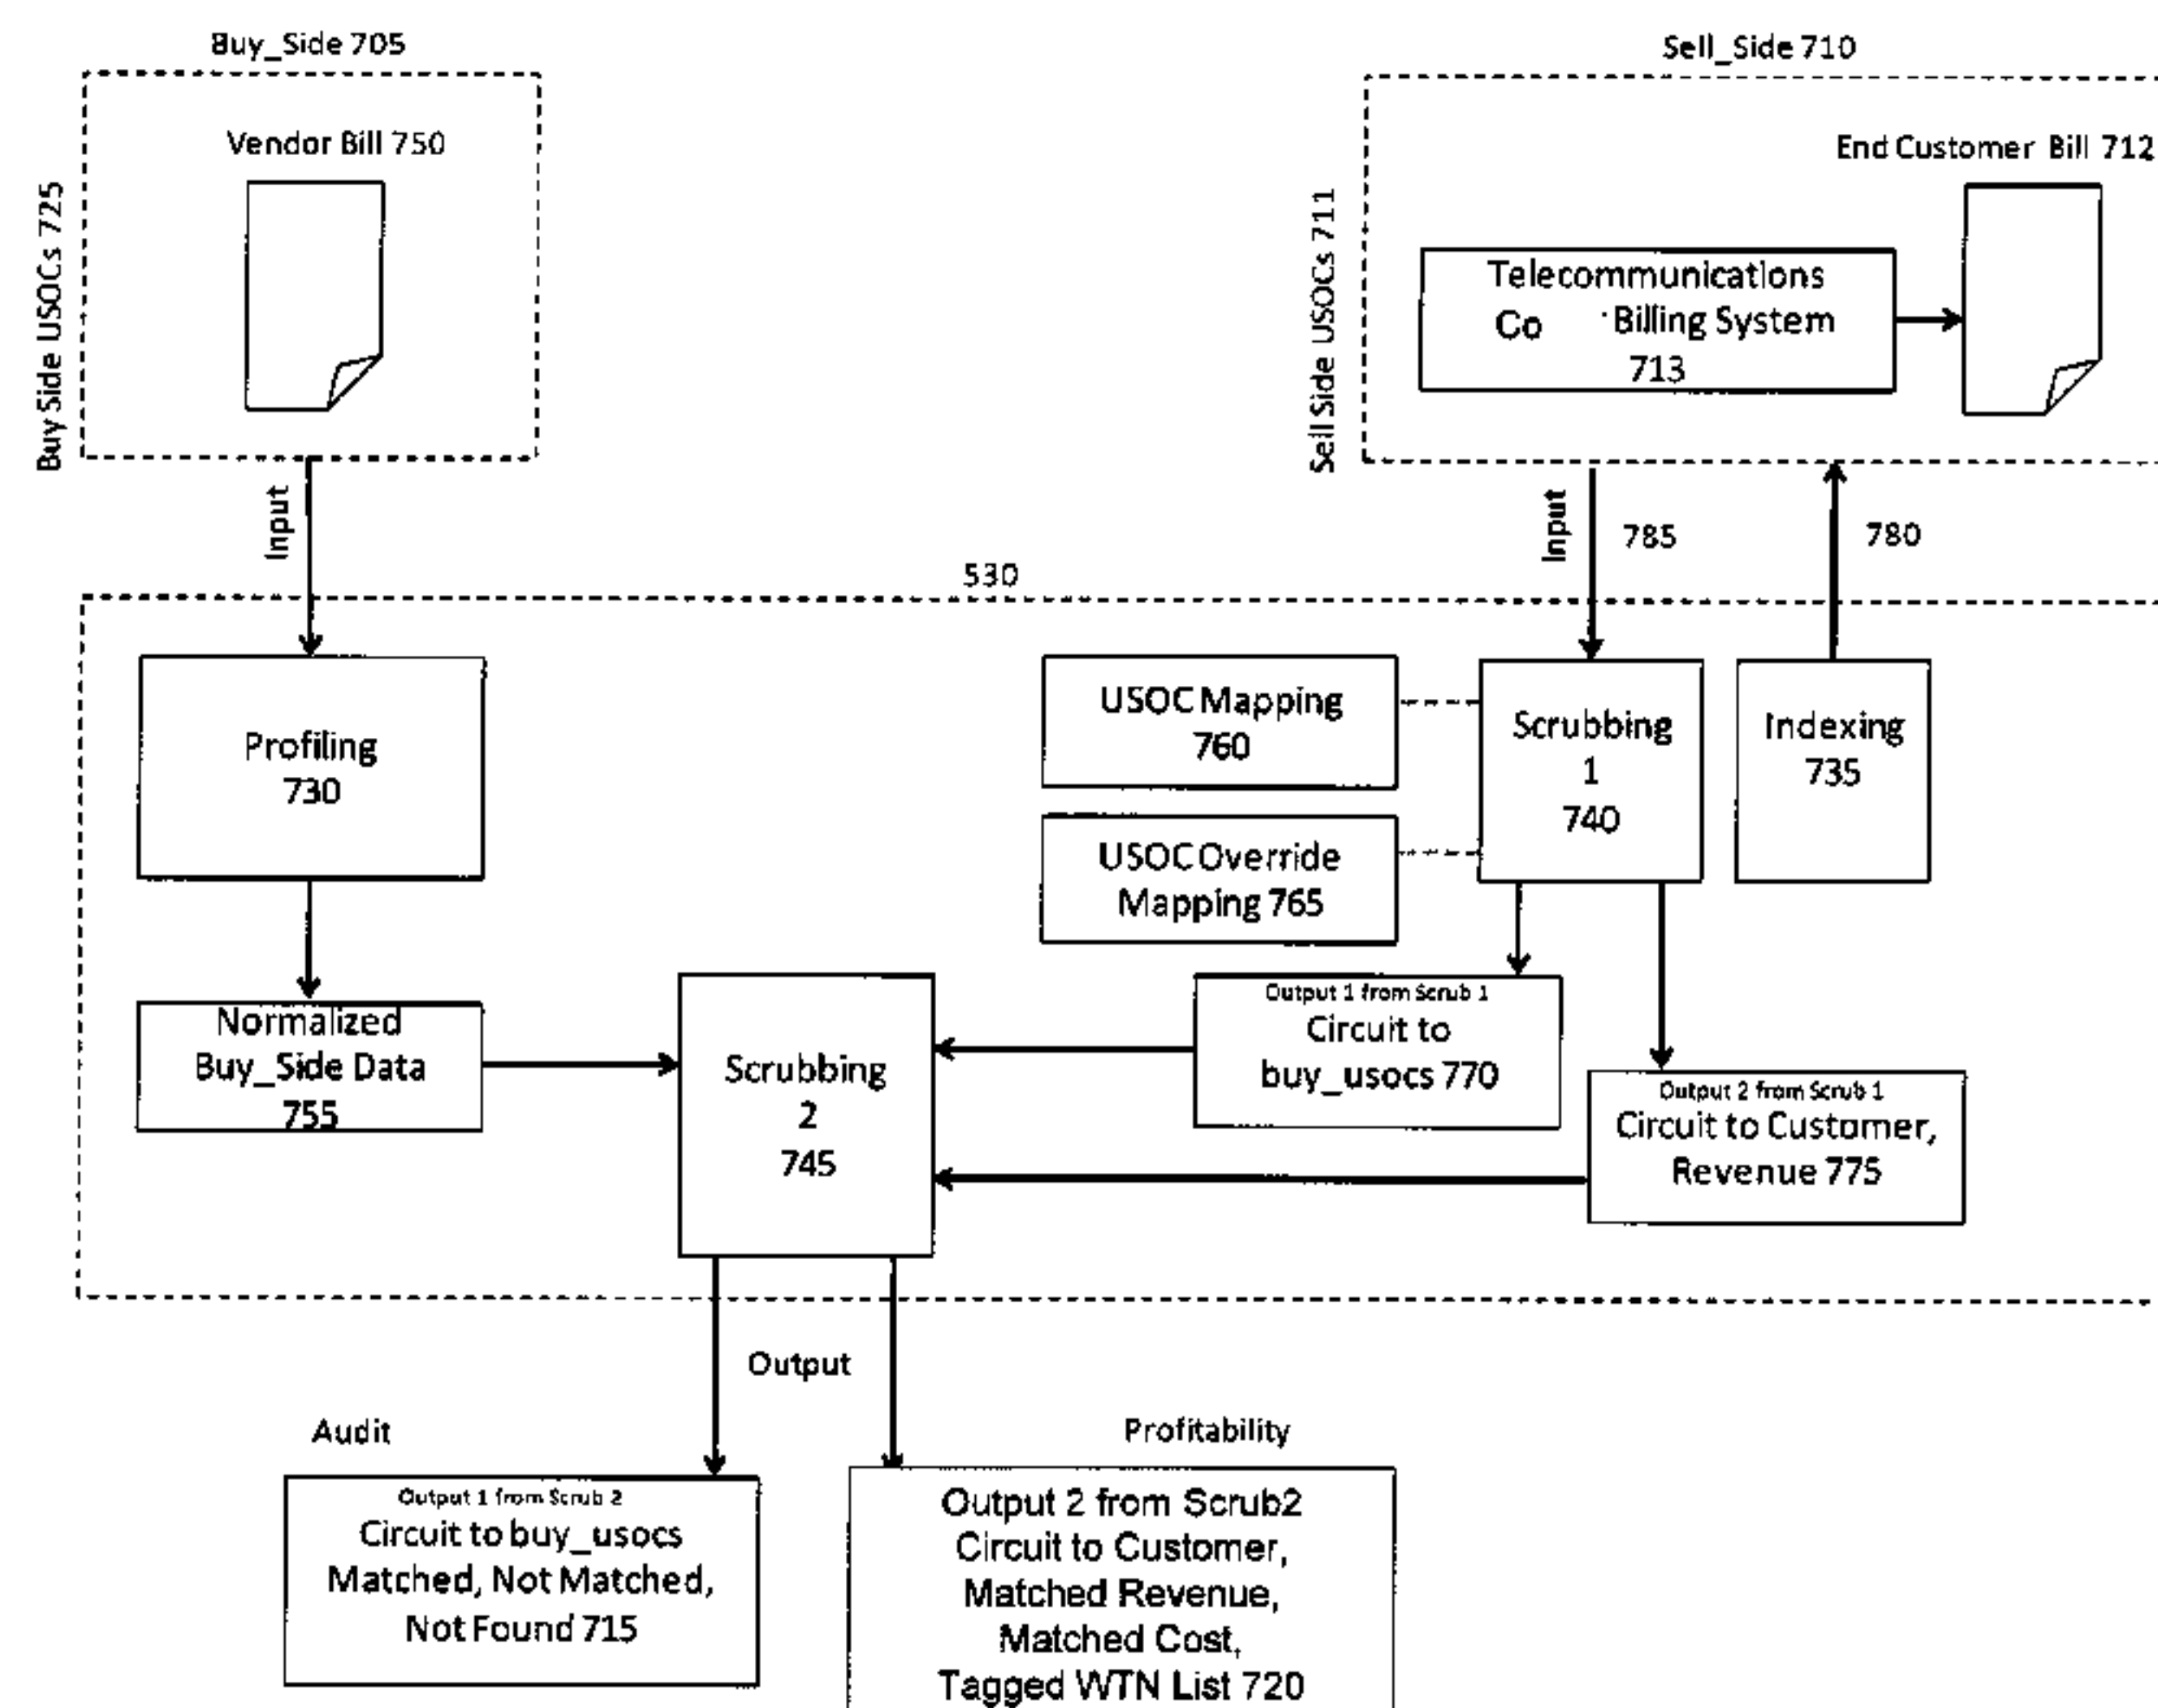 Buy_Side 705
Sell_Side 710
Vendor Bill 750
End Customer Bill 712
Buy Side USOCs 725
Sell Side USOCs 711
Telecommunications
Co Billing System
713
Input
Input
785
780
530
Profiling
730
USOC Mapping
760
Scrubbing
1
740
Indexing
735
USOC Override
Mapping 765
Normalized
Buy_Side Data
755
Scrubbing
2
745
Output 1 from Scrub 1
Circuit to
buy_usocs 770
Output 2 from Scrub 1
Circuit to Customer,
Revenue 775
Output
Audit
Profitability
Output 1 from Scrub 2
Circuit to buy_usocs
Matched, Not Matched,
Not Found 715
Output 2 from Scrub2
Circuit to Customer,
Matched Revenue,
Matched Cost,
Tagged WTN List 720